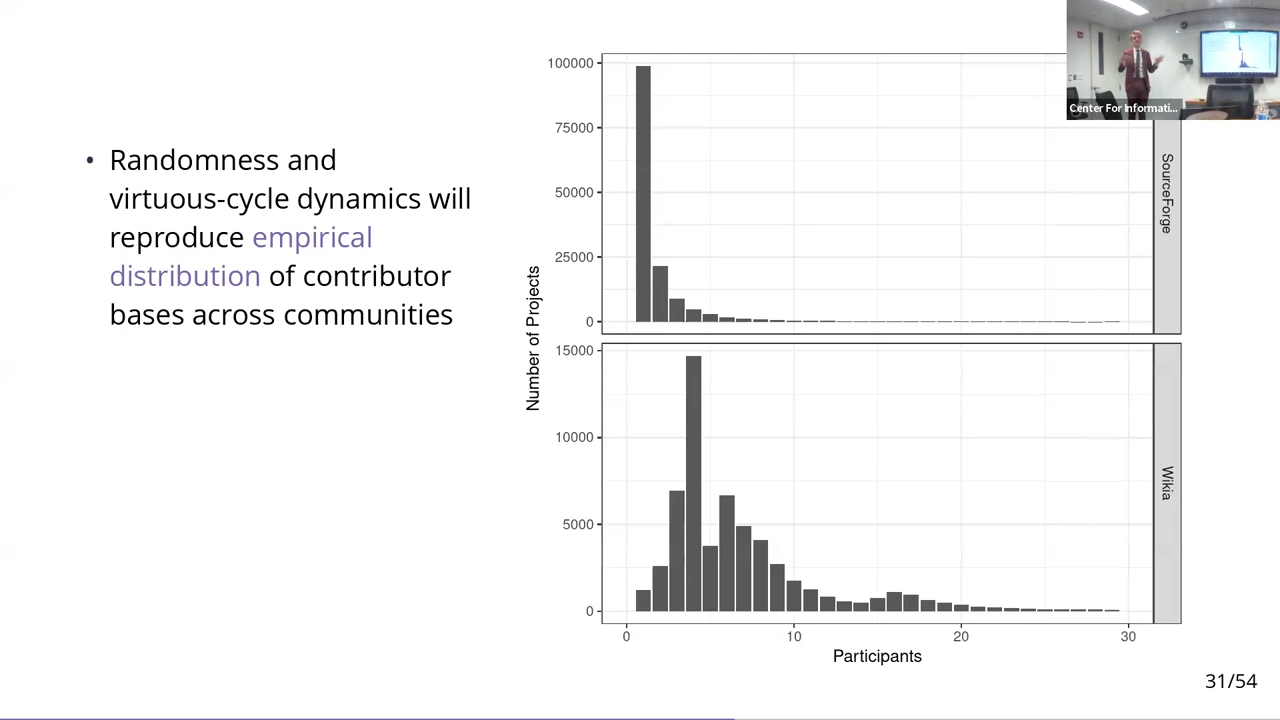 • Randomness and
virtuous-cycle dynamics will
reproduce empirical
distribution of contributor
bases across communities
Number of Projects
100000
75000
50000
25000
0
SourceForge
15000
10000
5000
0
Wikia
0 10 20 30
Participants
Center For Informati...
31/54